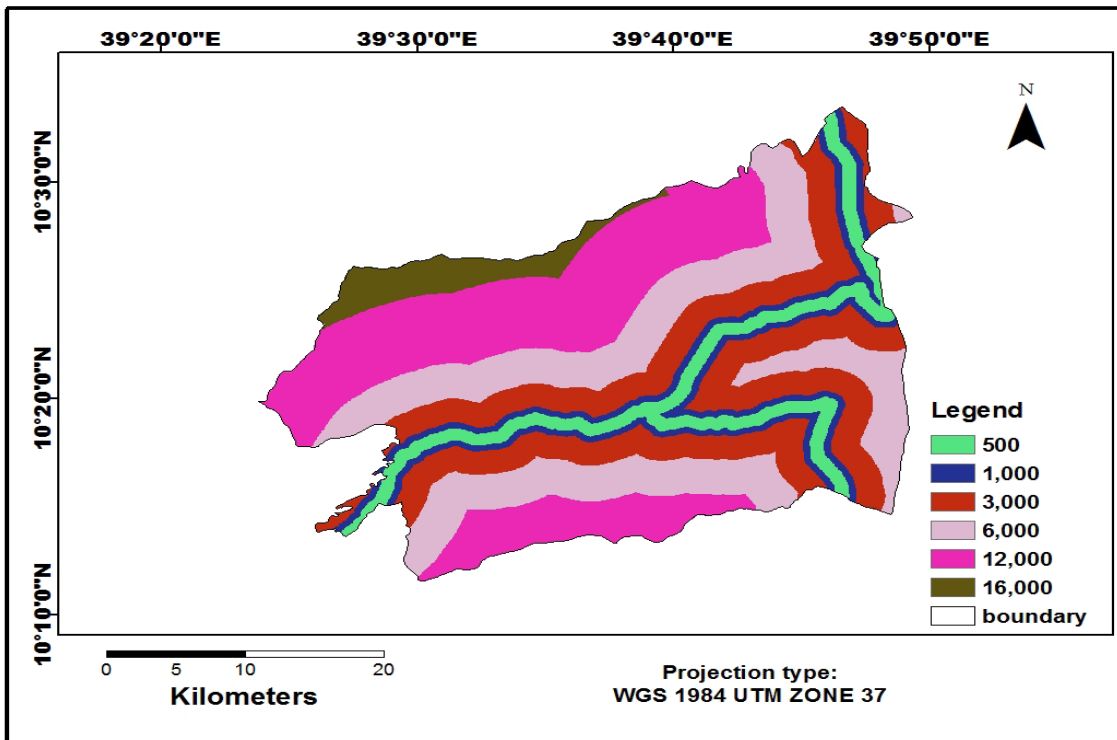 39°20'0"E 39°30'0"E 39°40'0"E 39°50'0"E
N
10°30'0"N
10°20'0"N
10°10'0"N
Legend
500
1,000
3,000
6,000
12,000
16,000
boundary
0 5 10 20
Kilometers
Projection type:
WGS 1984 UTM ZONE 37